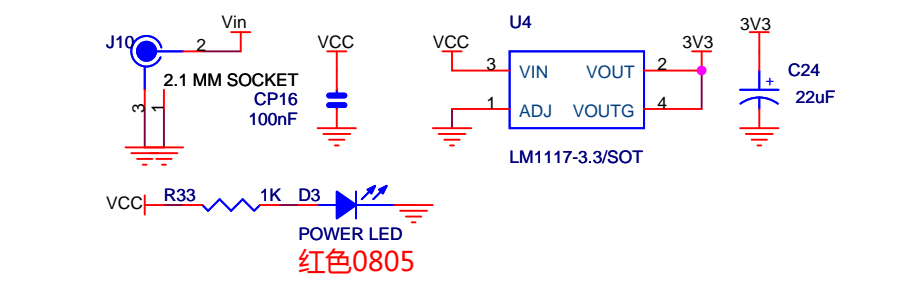 U4
Vin
J10
2
VCC
VCC
3V3
3V3
3
VIN
VOUT
2
C24
+
2.1 MM SOCKET
CP16
22uF
3
1
100nF
1
ADJ
VOUTG
4
LM1117-3.3/SOT
VCC
R33
1K
D3
POWER LED
红色0805